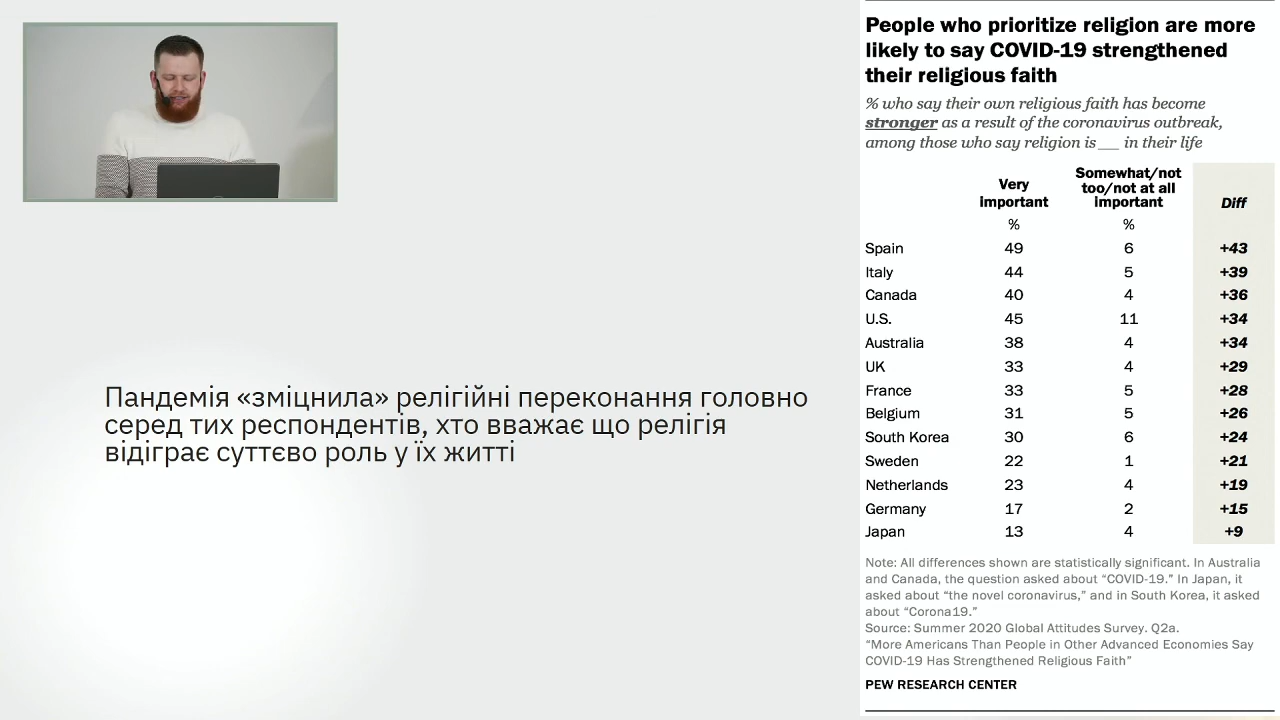 Пандемія «зміцнила» релігійні переконання головно
серед тих респондентів, хто вважає що релігія
відіграє суттєво роль у їх житті
People who prioritize religion are more
likely to say COVID-19 strengthened
their religious faith
% who say their own religious faith has become
stronger as a result of the coronavirus outbreak,
among those who say religion is __ in their life
Very important Somewhat/not too/not at all important Diff
% %
Spain 49 6 +43
Italy 44 5 +39
Canada 40 4 +36
U.S. 45 11 +34
Australia 38 4 +34
UK 33 4 +29
France 33 5 +28
Belgium 31 5 +26
South Korea 30 6 +24
Sweden 22 1 +21
Netherlands 23 4 +19
Germany 17 2 +15
Japan 13 4 +9
Note: All differences shown are statistically significant. In Australia
and Canada, the question asked about “COVID-19.” In Japan, it
asked about “the novel coronavirus,” and in South Korea, it asked
about “Corona19.”
Source: Summer 2020 Global Attitudes Survey. Q2a.
“More Americans Than People in Other Advanced Economies Say
COVID-19 Has Strengthened Religious Faith”
PEW RESEARCH CENTER